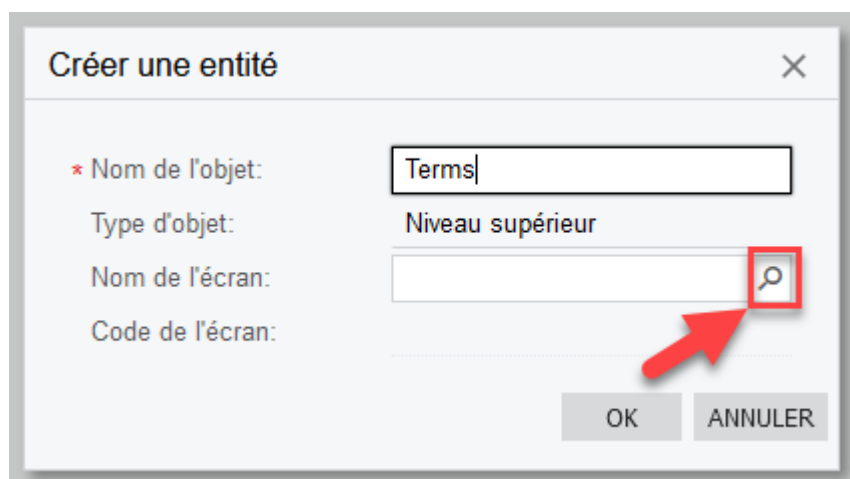 Créer une entité
* Nom de l'objet: Terms
Type d'objet: Niveau supérieur
Nom de l'écran:
Code de l'écran:
OK ANNULER